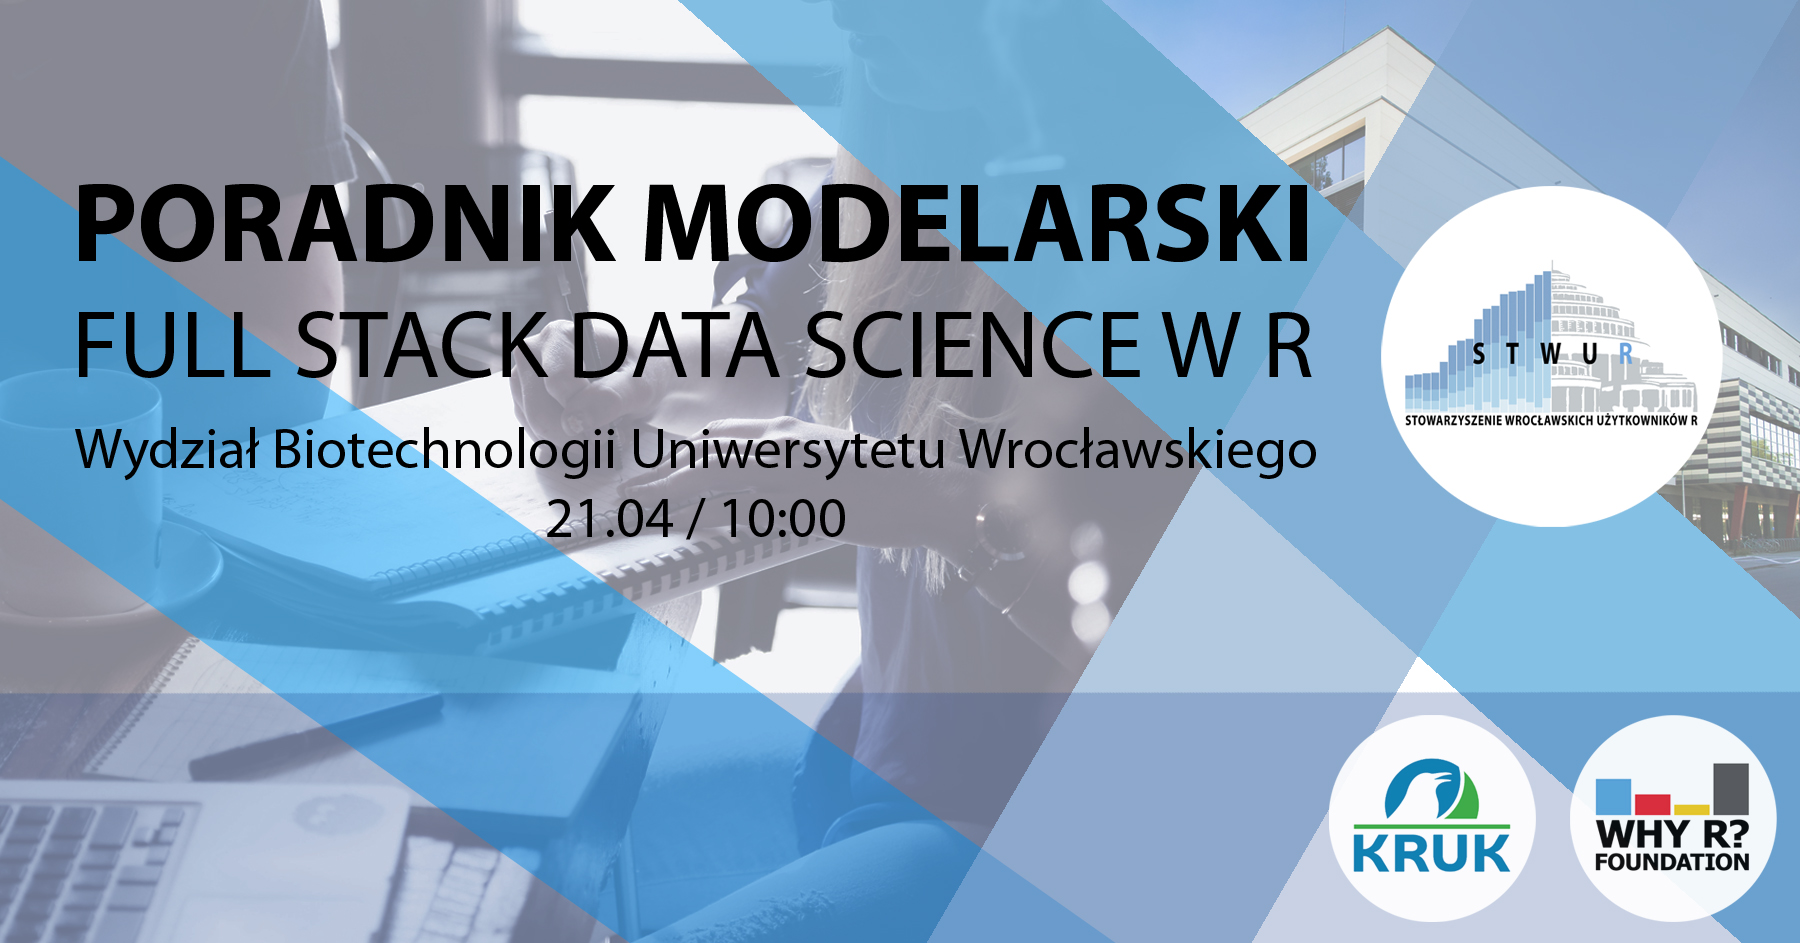 PORADNIK MODELARSKI
FULL STACK DATA SCIENCE W R
Wydział Biotechnologii Uniwersytetu Wrocławskiego
21.04 / 10:00
S T W U R
STOWARZYSZENIE WROCŁAWSKICH UŻYTKOWNIKÓW R
KRUK
WHY R?
FOUNDATION